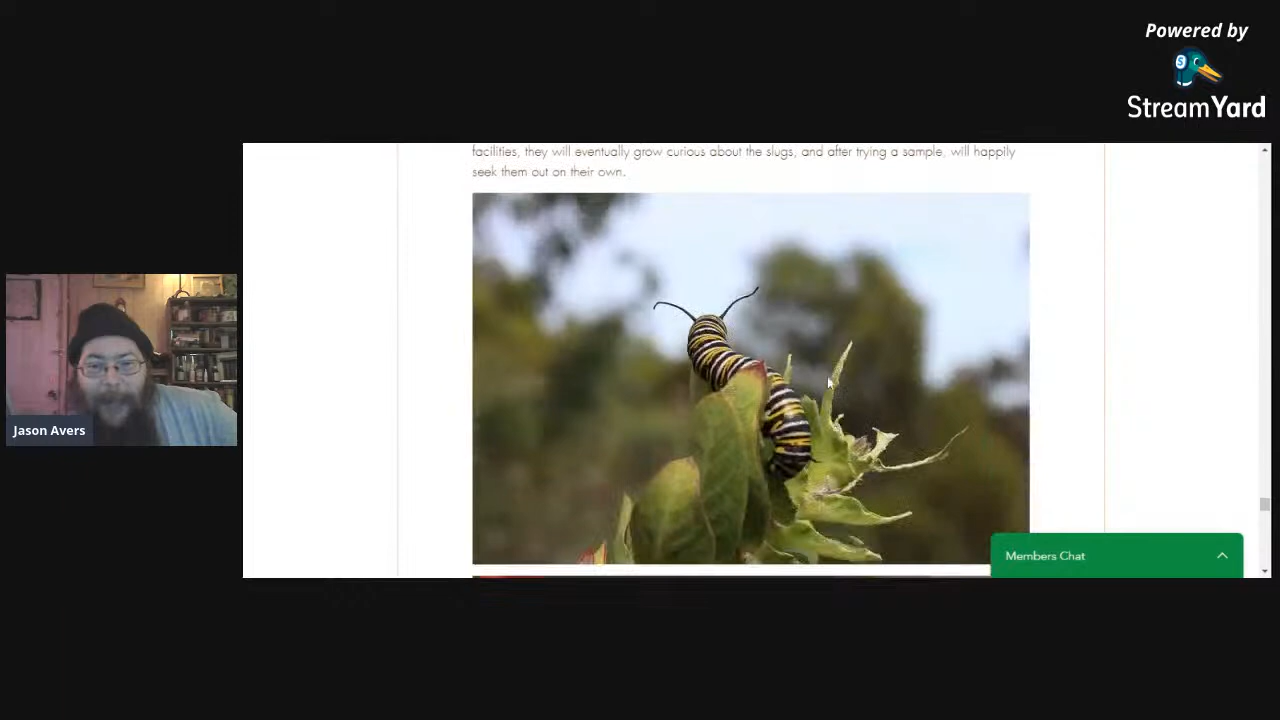 Powered by
StreamYard
facilities, they will eventually grow curious about the slugs, and after trying a sample, will happily
seek them out on their own.
Jason Avers
Members Chat